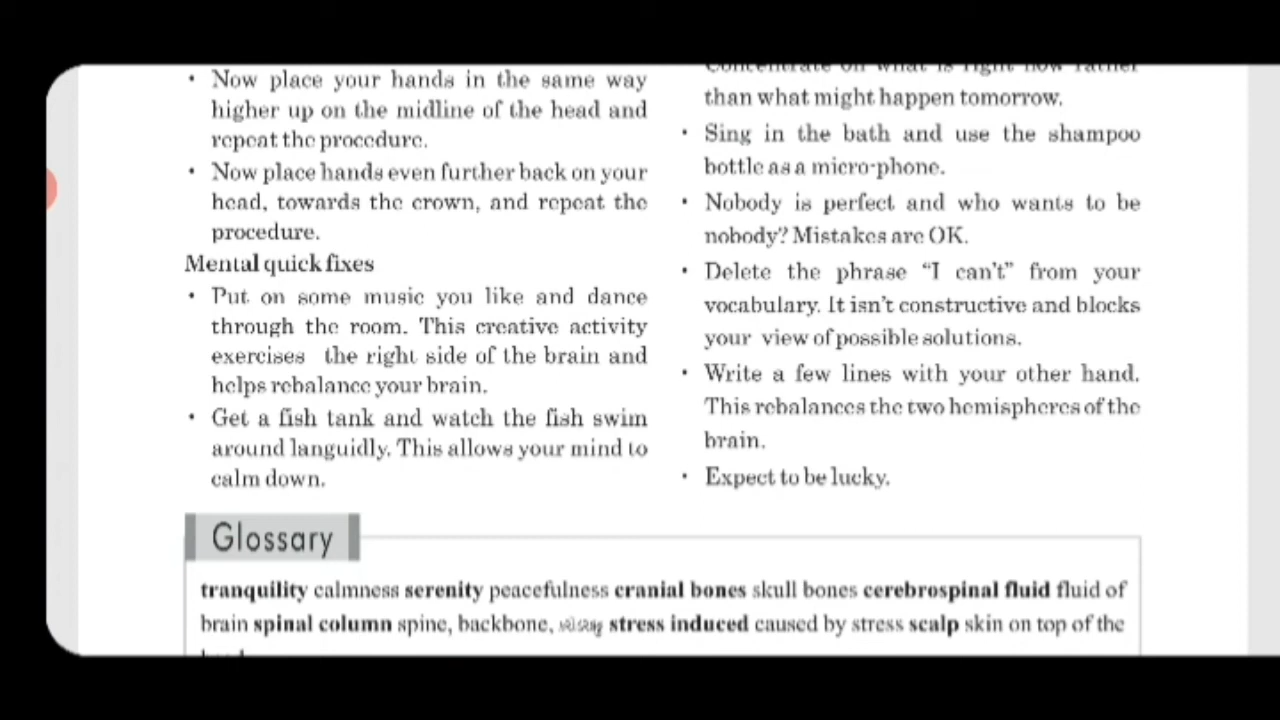 Now place your hands in the same way
higher up on the midline of the head and
repeat the procedure.
Now place hands even further back on your
head, towards the crown, and repeat the
procedure.
Mental quick fixes
Put on some music you like and dance
through the room. This creative activity
exercises the right side of the brain and
helps rebalance your brain.
Get a fish tank and watch the fish swim
around languidly. This allows your mind to
calm down.
Concentrate on what is right now rather
than what might happen tomorrow.
Sing in the bath and use the shampoo
bottle as a micro-phone.
Nobody is perfect and who wants to be
nobody? Mistakes are OK.
Delete the phrase “I can’t” from your
vocabulary. It isn’t constructive and blocks
your view of possible solutions.
Write a few lines with your other hand.
This rebalances the two hemispheres of the
brain.
Expect to be lucky.
Glossary
tranquility calmness serenity peacefulness cranial bones skull bones cerebrospinal fluid fluid of
brain spinal column spine, backbone, stress induced caused by stress scalp skin on top of the